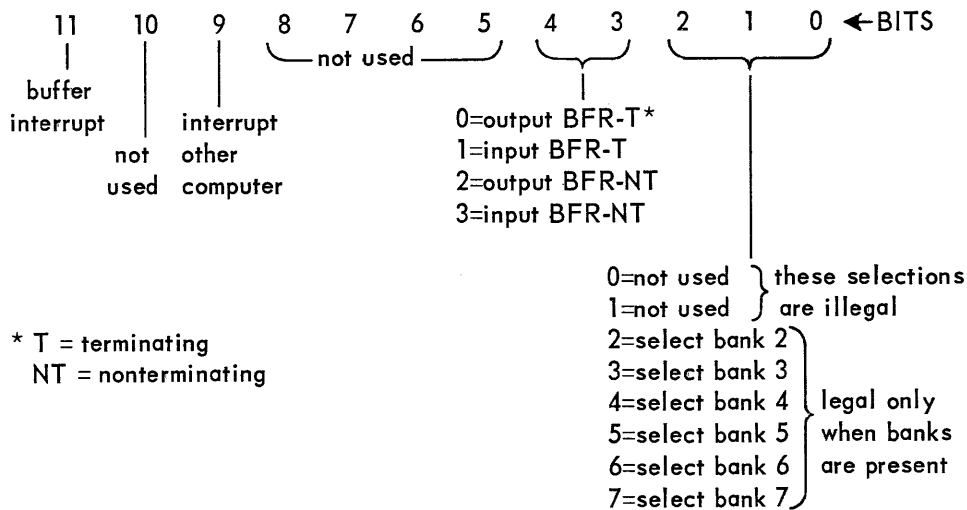 11 10 9 8 7 6 5 4 3 2 1 0 ←BITS
not used
buffer
interrupt
not
used
interrupt
other
computer
0=output BFR-T*
1=input BFR-T
2=output BFR-NT
3=input BFR-NT
0=not used
1=not used
these selections
are illegal
2=select bank 2
3=select bank 3
4=select bank 4
5=select bank 5
6=select bank 6
7=select bank 7
legal only
when banks
are present
* T = terminating
NT = nonterminating